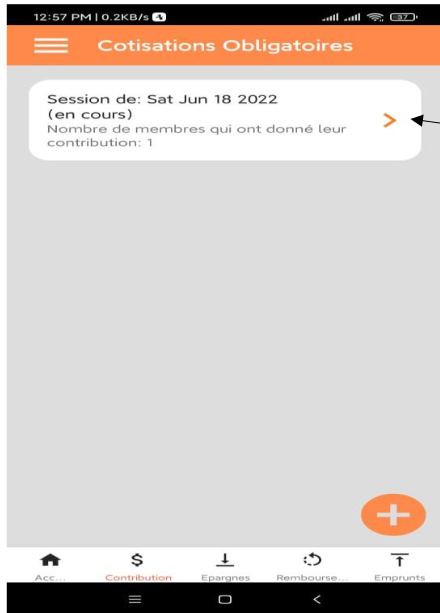 12:57 PM | 0.2KB/s
37
Cotisations Obligatoires
Session de: Sat Jun 18 2022
(en cours)
Nombre de membres qui ont donné leur
contribution: 1
Acc... Contribution Epargnes Rembourse... Emprunts